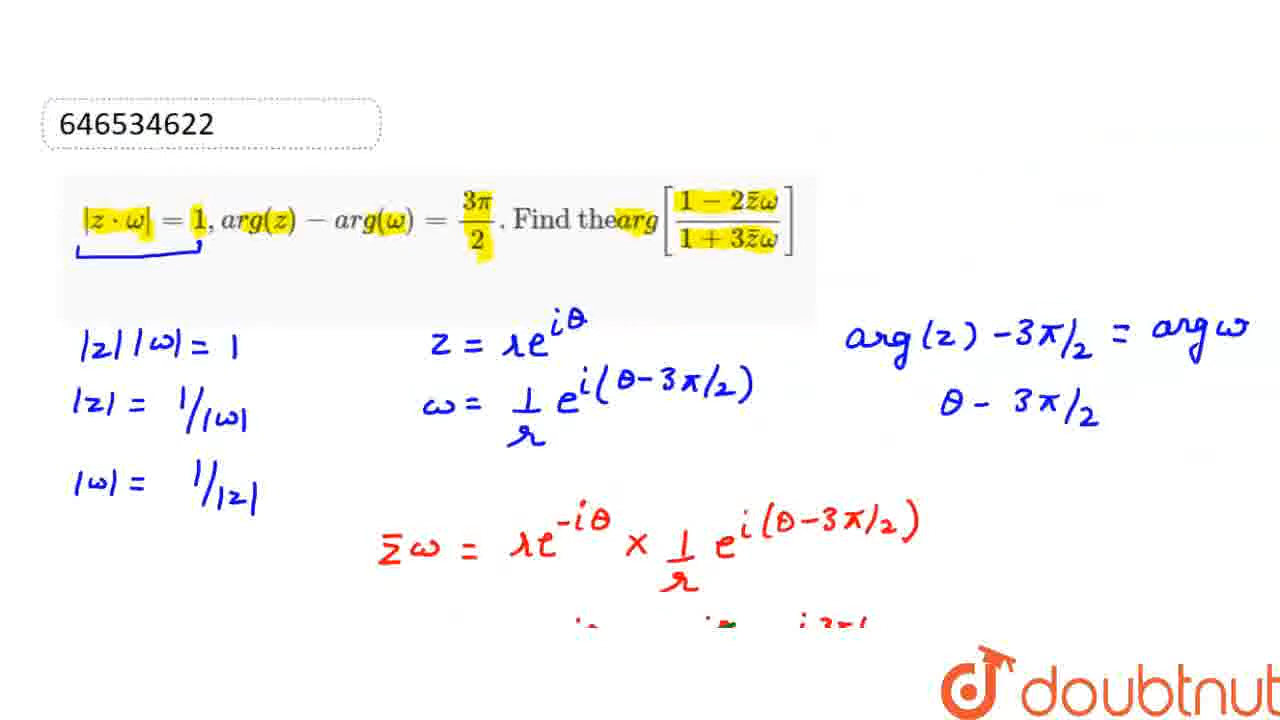 646534622
|z · ω| = 1, arg(z) − arg(ω) = 3π/2. Find the arg[(1 − 2z̄ω)/(1 + 3z̄ω)]
|z| |ω| = 1
z = re^{iθ}
arg(z) − 3π/2 = arg ω
|z| = 1/|ω|
ω = 1/r e^{i(θ − 3π/2)}
θ − 3π/2
|ω| = 1/|z|
z̄ω = re^{−iθ} × 1/r e^{i(θ − 3π/2)}
doubtnut